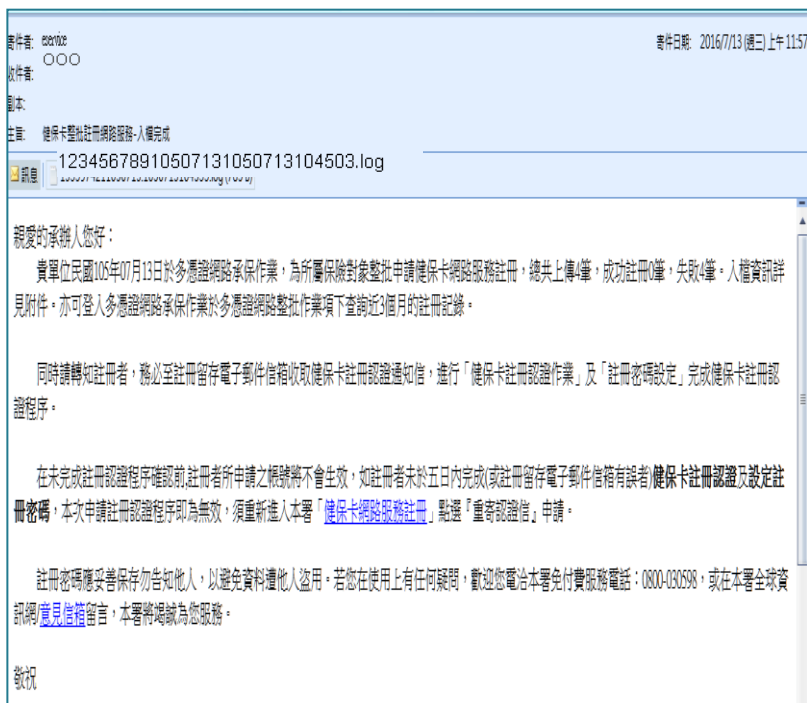 寄件者: eservice
寄件日期: 2016/7/13 (週三) 上午 11:57
○○○
收件者:
副本:
主旨: 健保卡整批註冊網路服務-入檔完成
訊息
12345678910507131050713104503.log
親愛的承辦人您好：
貴單位民國105年07月13日於多憑證網路承保作業，為所屬保險對象整批申請健保卡網路服務註冊，總共上傳4筆，成功註冊0筆，失敗4筆。入檔資訊詳
見附件。亦可登入多憑證網路承保作業於多憑證網路整批作業項下查詢近3個月的註冊記錄。
同時請轉知註冊者，務必至註冊留存電子郵件信箱收取健保卡註冊認證通知信，進行「健保卡註冊認證作業」及「註冊密碼設定」完成健保卡註冊認
證程序。
在未完成註冊認證程序確認前,註冊者所申請之帳號將不會生效，如註冊者未於五日內完成(或註冊留存電子郵件信箱有誤者)健保卡註冊認證及設定註
冊密碼，本次申請註冊認證程序即為無效，須重新進入本署「健保卡網路服務註冊」點選『重寄認證信』申請。
註冊密碼應妥善保存勿告知他人，以避免資料遭他人盜用。若您在使用上有任何疑問，歡迎您電洽本署免付費服務電話：0800-030598，或在本署全球資
訊網/意見信箱留言，本署將竭誠為您服務。
敬祝